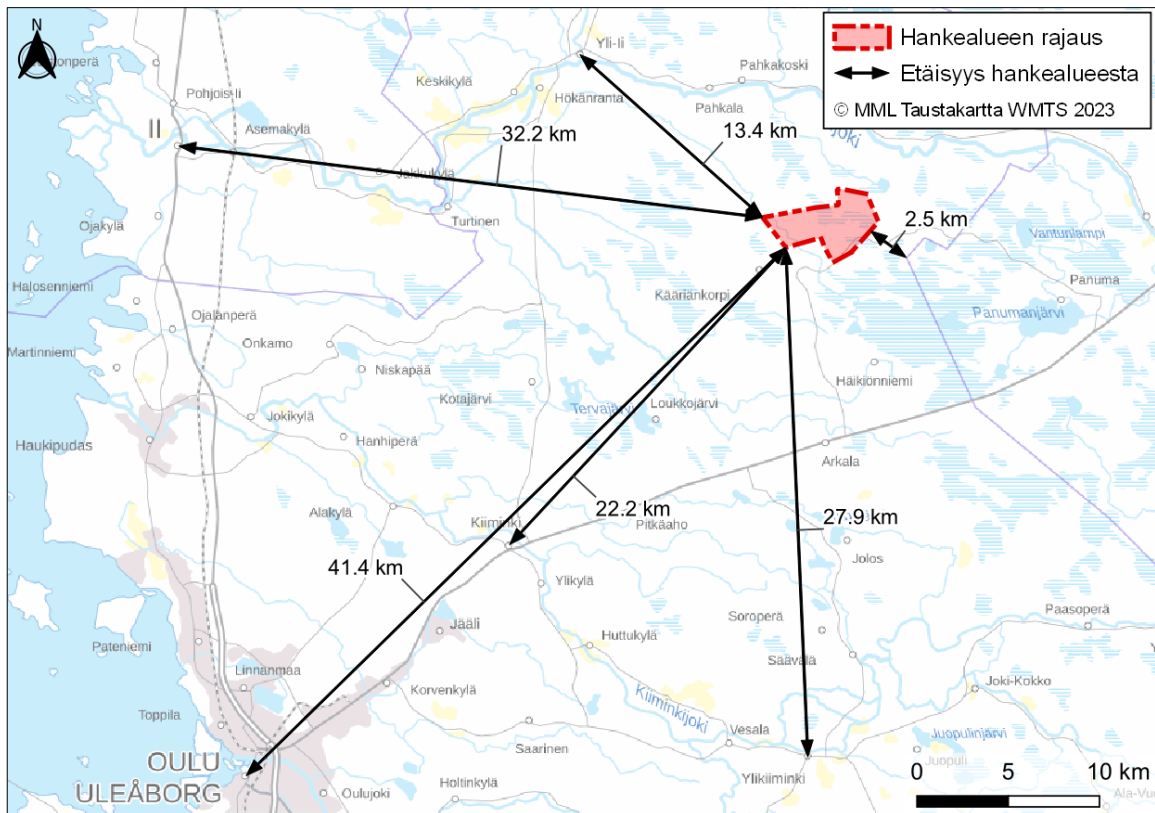 N
Hankealueen rajaus
Etäisyys hankealueesta
© MML Taustakartta WMTS 2023
Yli-Ii
Keskikylä
Hökänranta
Pahkakoski
Pahkala
Pohjois-Ii
II
Asemakylä
32.2 km
13.4 km
Jakkukylä
Turtinen
2.5 km
Vantunlampi
Ojakylä
Panuma
Halosenniemi
Kääriänkorpi
Panumanjärvi
Ojalanperä
Martinniemi
Onkamo
Niskapää
Häikiönniemi
Kotajärvi
Tervajärvi
Loukkojärvi
Jokikylä
Hanhiperä
Haukipudas
Arkala
22.2 km
27.9 km
Alakylä
Kiiminki
Pitkäaho
Jolos
41.4 km
Ylikylä
Paasoperä
Soroperä
Jääli
Huttukylä
Pateniemi
Säävälä
Linnanmaa
Korvenkylä
Joki-Kokko
Kiiminkijoki
Toppila
Vesala
Saarinen
Juopulinjärvi
Juopuli
Ylikiiminki
OULU
ULEÅBORG
Holtinkylä
Oulujoki
0 5 10 km